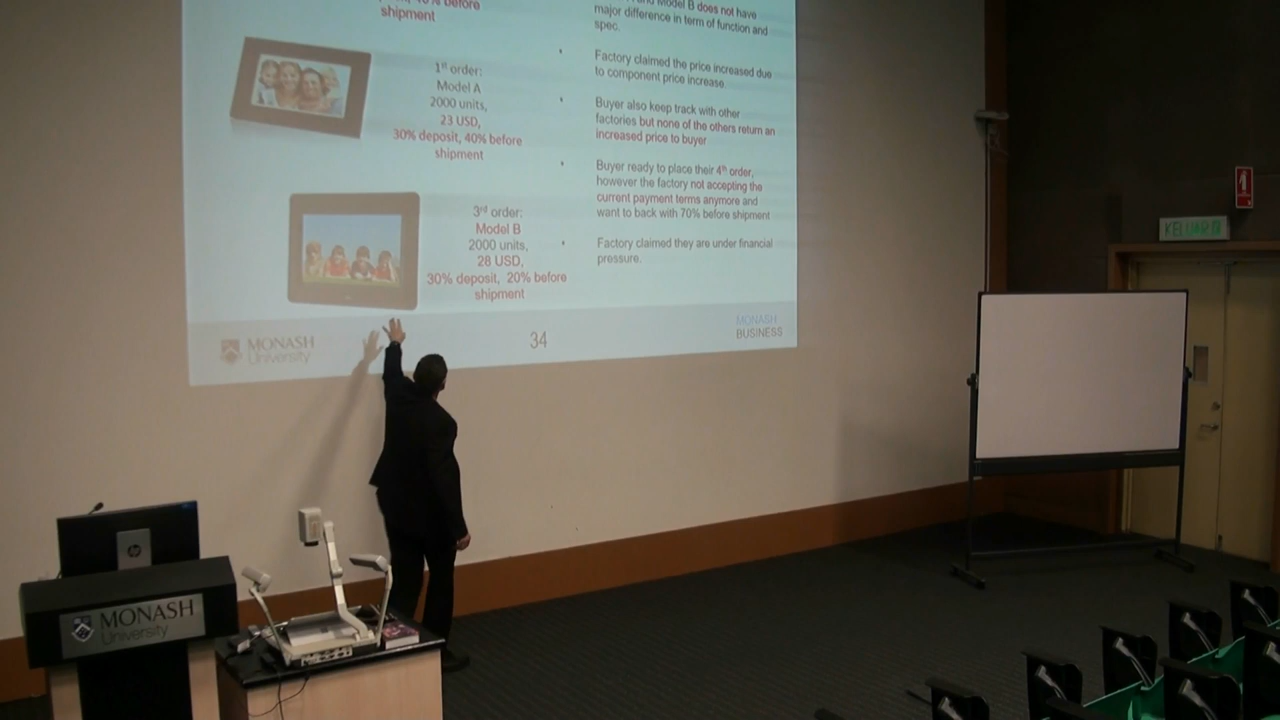 before
shipment
1st order:
Model A
2000 units,
23 USD,
30% deposit, 40% before
shipment
3rd order:
Model B
2000 units,
28 USD,
30% deposit, 20% before
shipment
Model B does not have
major difference in term of function and
spec.
Factory claimed the price increased due
to component price increase.
Buyer also keep track with other
factories but none of the others return an
increased price to buyer
Buyer ready to place their 4th order,
however the factory not accepting the
current payment terms anymore and
want to back with 70% before shipment
Factory claimed they are under financial
pressure.
MONASH
University
34
MONASH
BUSINESS
KELUAR
hp
MONASH
University